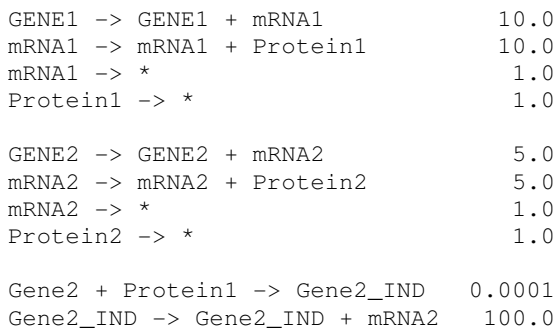 GENE1 -> GENE1 + mRNA1 10.0
mRNA1 -> mRNA1 + Protein1 10.0
mRNA1 -> * 1.0
Protein1 -> * 1.0
GENE2 -> GENE2 + mRNA2 5.0
mRNA2 -> mRNA2 + Protein2 5.0
mRNA2 -> * 1.0
Protein2 -> * 1.0
Gene2 + Protein1 -> Gene2_IND 0.0001
Gene2_IND -> Gene2_IND + mRNA2 100.0